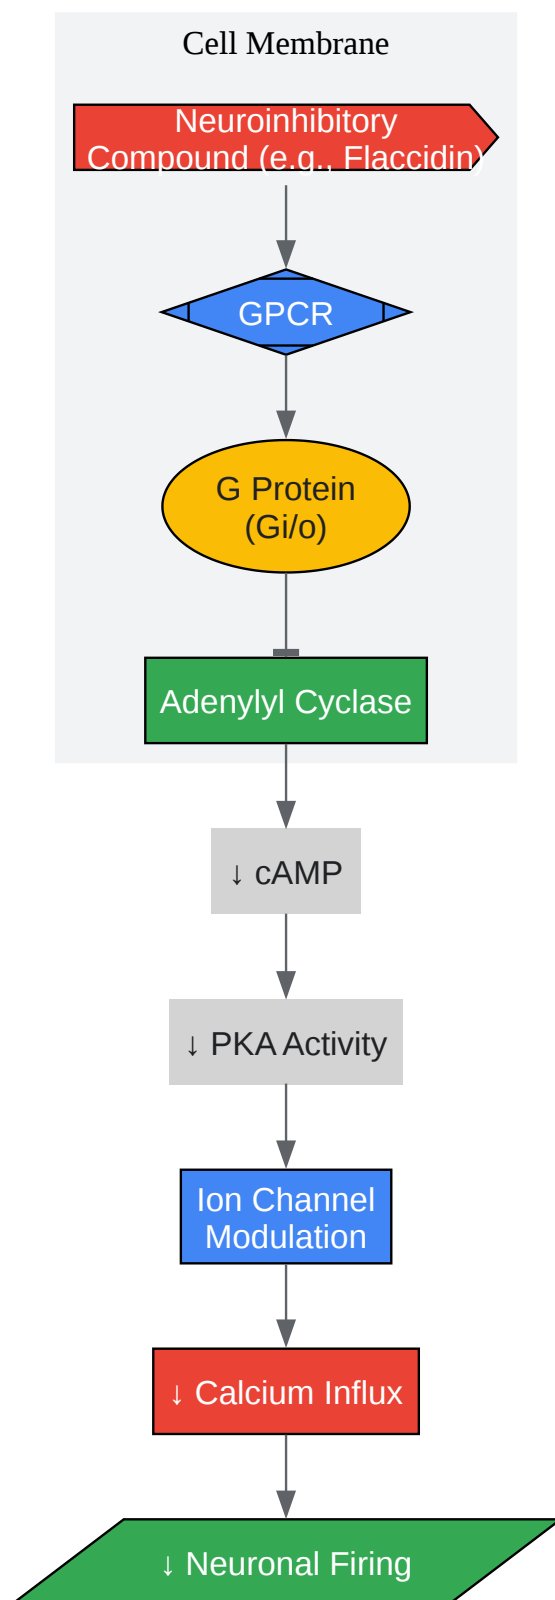 Cell Membrane
Neuroinhibitory
Compound (e.g., Flaccidin)
GPCR
G Protein
(Gi/o)
Adenylyl Cyclase
↓ cAMP
↓ PKA Activity
Ion Channel
Modulation
↓ Calcium Influx
↓ Neuronal Firing